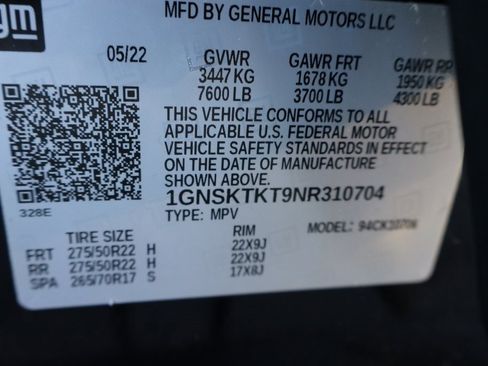 gm
MFD BY GENERAL MOTORS LLC
05/22 GVWR GAWR FRT GAWR RR
3447 KG 1678 KG 1950 KG
7600 LB 3700 LB 4300 LB
THIS VEHICLE CONFORMS TO ALL
APPLICABLE U.S. FEDERAL MOTOR
VEHICLE SAFETY STANDARDS IN EFFECT
ON THE DATE OF MANUFACTURE
1GNSKTKT9NR310704
328E
TYPE: MPV MODEL:
TIRE SIZE RIM
FRT 275/50R22 H 22X9J
RR 275/50R22 H 22X9J
SPA 265/70R17 S 17X8J